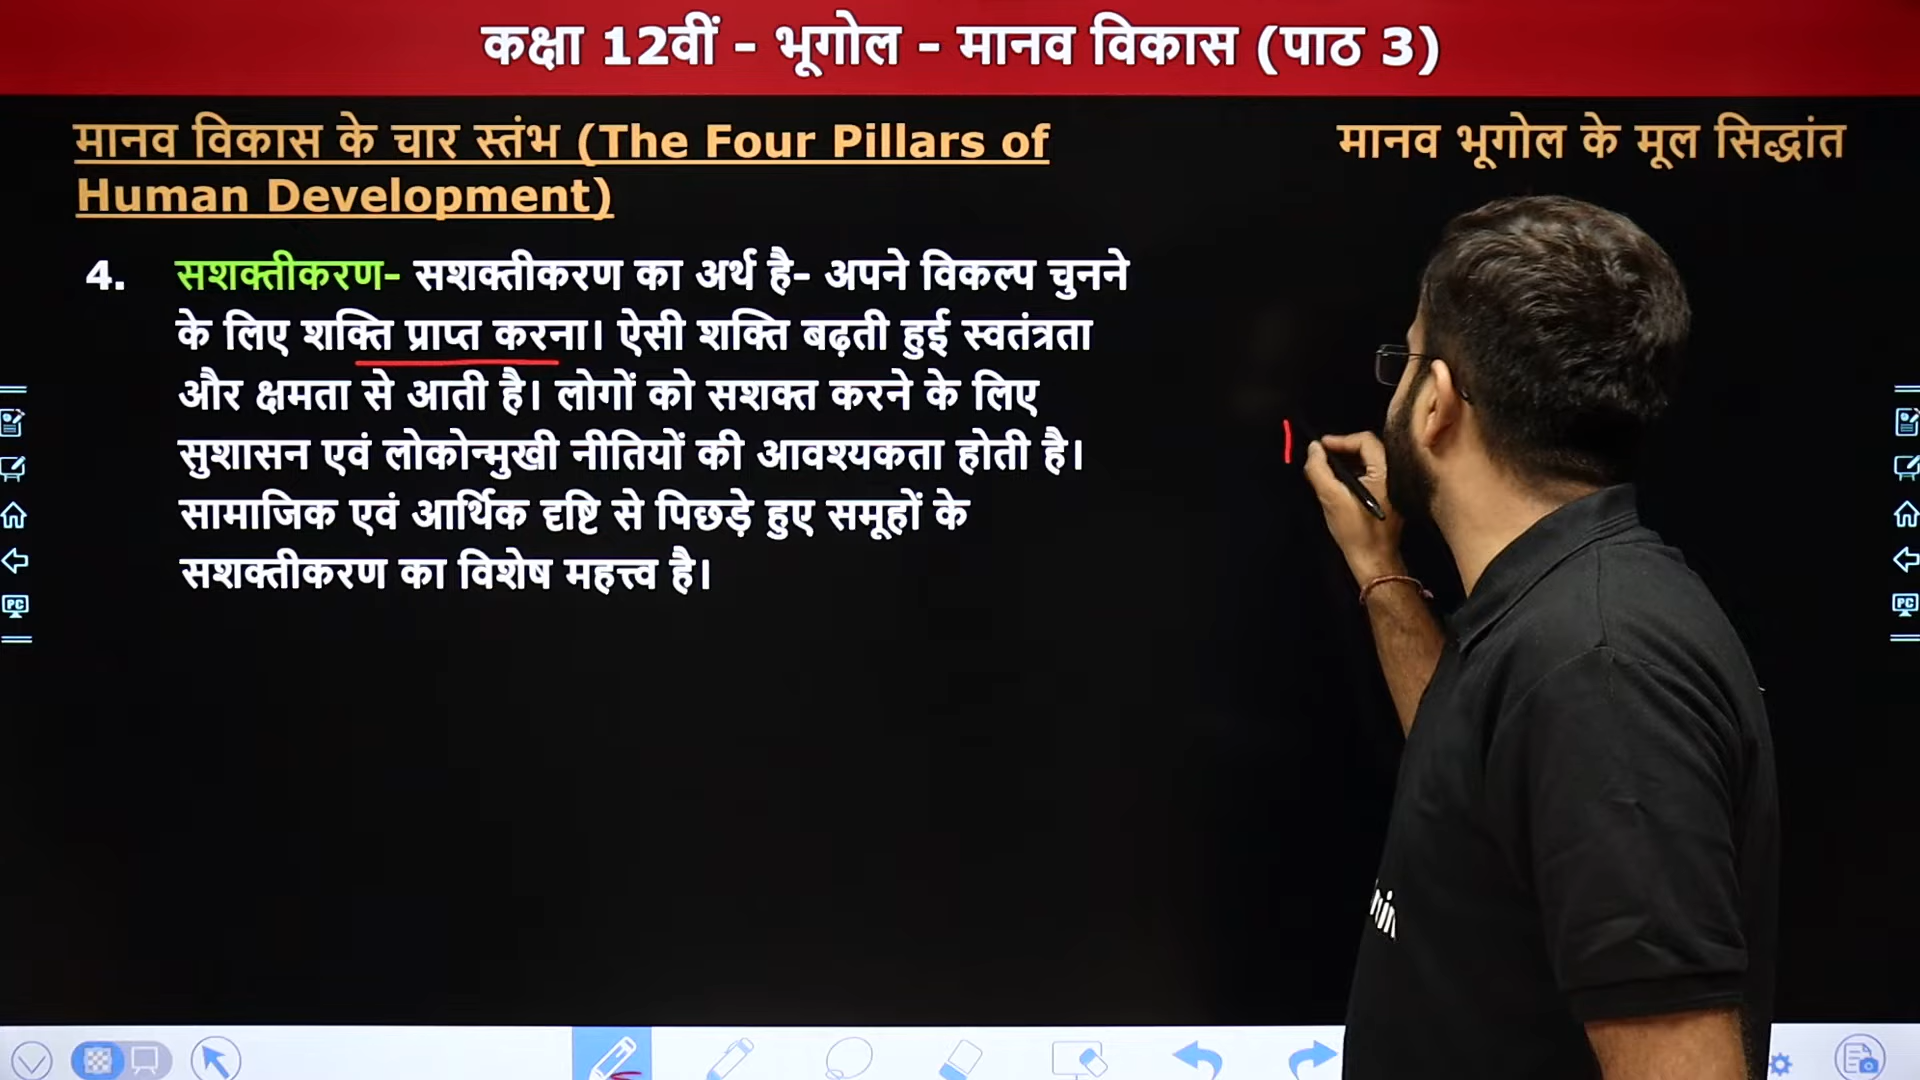 कक्षा 12वीं - भूगोल - मानव विकास (पाठ 3)
मानव विकास के चार स्तंभ (The Four Pillars of
Human Development)
मानव भूगोल के मूल सिद्धांत
4. सशक्तीकरण- सशक्तीकरण का अर्थ है- अपने विकल्प चुनने
के लिए शक्ति प्राप्त करना। ऐसी शक्ति बढ़ती हुई स्वतंत्रता
और क्षमता से आती है। लोगों को सशक्त करने के लिए
सुशासन एवं लोकोन्मुखी नीतियों की आवश्यकता होती है।
सामाजिक एवं आर्थिक दृष्टि से पिछड़े हुए समूहों के
सशक्तीकरण का विशेष महत्त्व है।
PC
PC